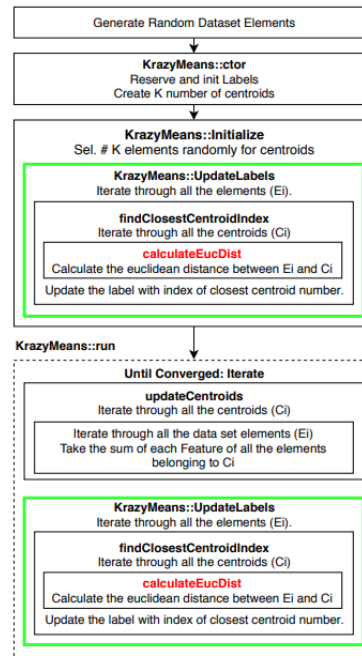 Generate Random Dataset Elements
KrazyMeans::ctor
Reserve and init Labels
Create K number of centroids
KrazyMeans::Initialize
Sel. # K elements randomly for centroids
KrazyMeans::UpdateLabels
Iterate through all the elements (Ei).
findClosestCentroidIndex
Iterate through all the centroids (Ci)
calculateEucDist
Calculate the euclidean distance between Ei and Ci
Update the label with index of closest centroid number.
KrazyMeans::run
Until Converged: Iterate
updateCentroids
Iterate through all the centroids (Ci)
Iterate through all the data set elements (Ei)
Take the sum of each Feature of all the elements
belonging to Ci
KrazyMeans::UpdateLabels
Iterate through all the elements (Ei).
findClosestCentroidIndex
Iterate through all the centroids (Ci)
calculateEucDist
Calculate the euclidean distance between Ei and Ci
Update the label with index of closest centroid number.